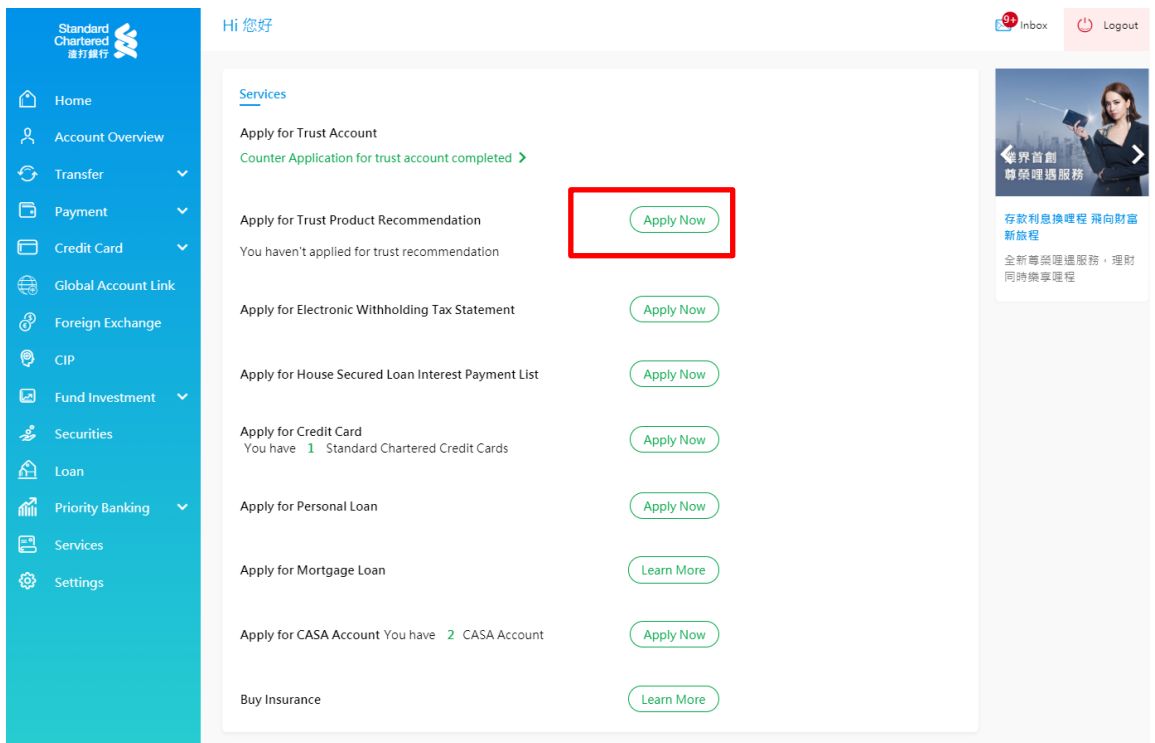 Standard
Chartered
渣打銀行
Hi 您好
9+
Inbox
Logout
Home
Account Overview
Transfer
Payment
Credit Card
Global Account Link
Foreign Exchange
CIP
Fund Investment
Securities
Loan
Priority Banking
Services
Settings
Services
Apply for Trust Account
Counter Application for trust account completed
Apply for Trust Product Recommendation
Apply Now
You haven't applied for trust recommendation
Apply for Electronic Withholding Tax Statement
Apply Now
Apply for House Secured Loan Interest Payment List
Apply Now
Apply for Credit Card
You have 1 Standard Chartered Credit Cards
Apply Now
Apply for Personal Loan
Apply Now
Apply for Mortgage Loan
Learn More
Apply for CASA Account You have 2 CASA Account
Apply Now
Buy Insurance
Learn More
業界首創
尊榮哩遇服務
存款利息換哩程 飛向財富
新旅程
全新尊榮哩遇服務，理財
同時樂享哩程